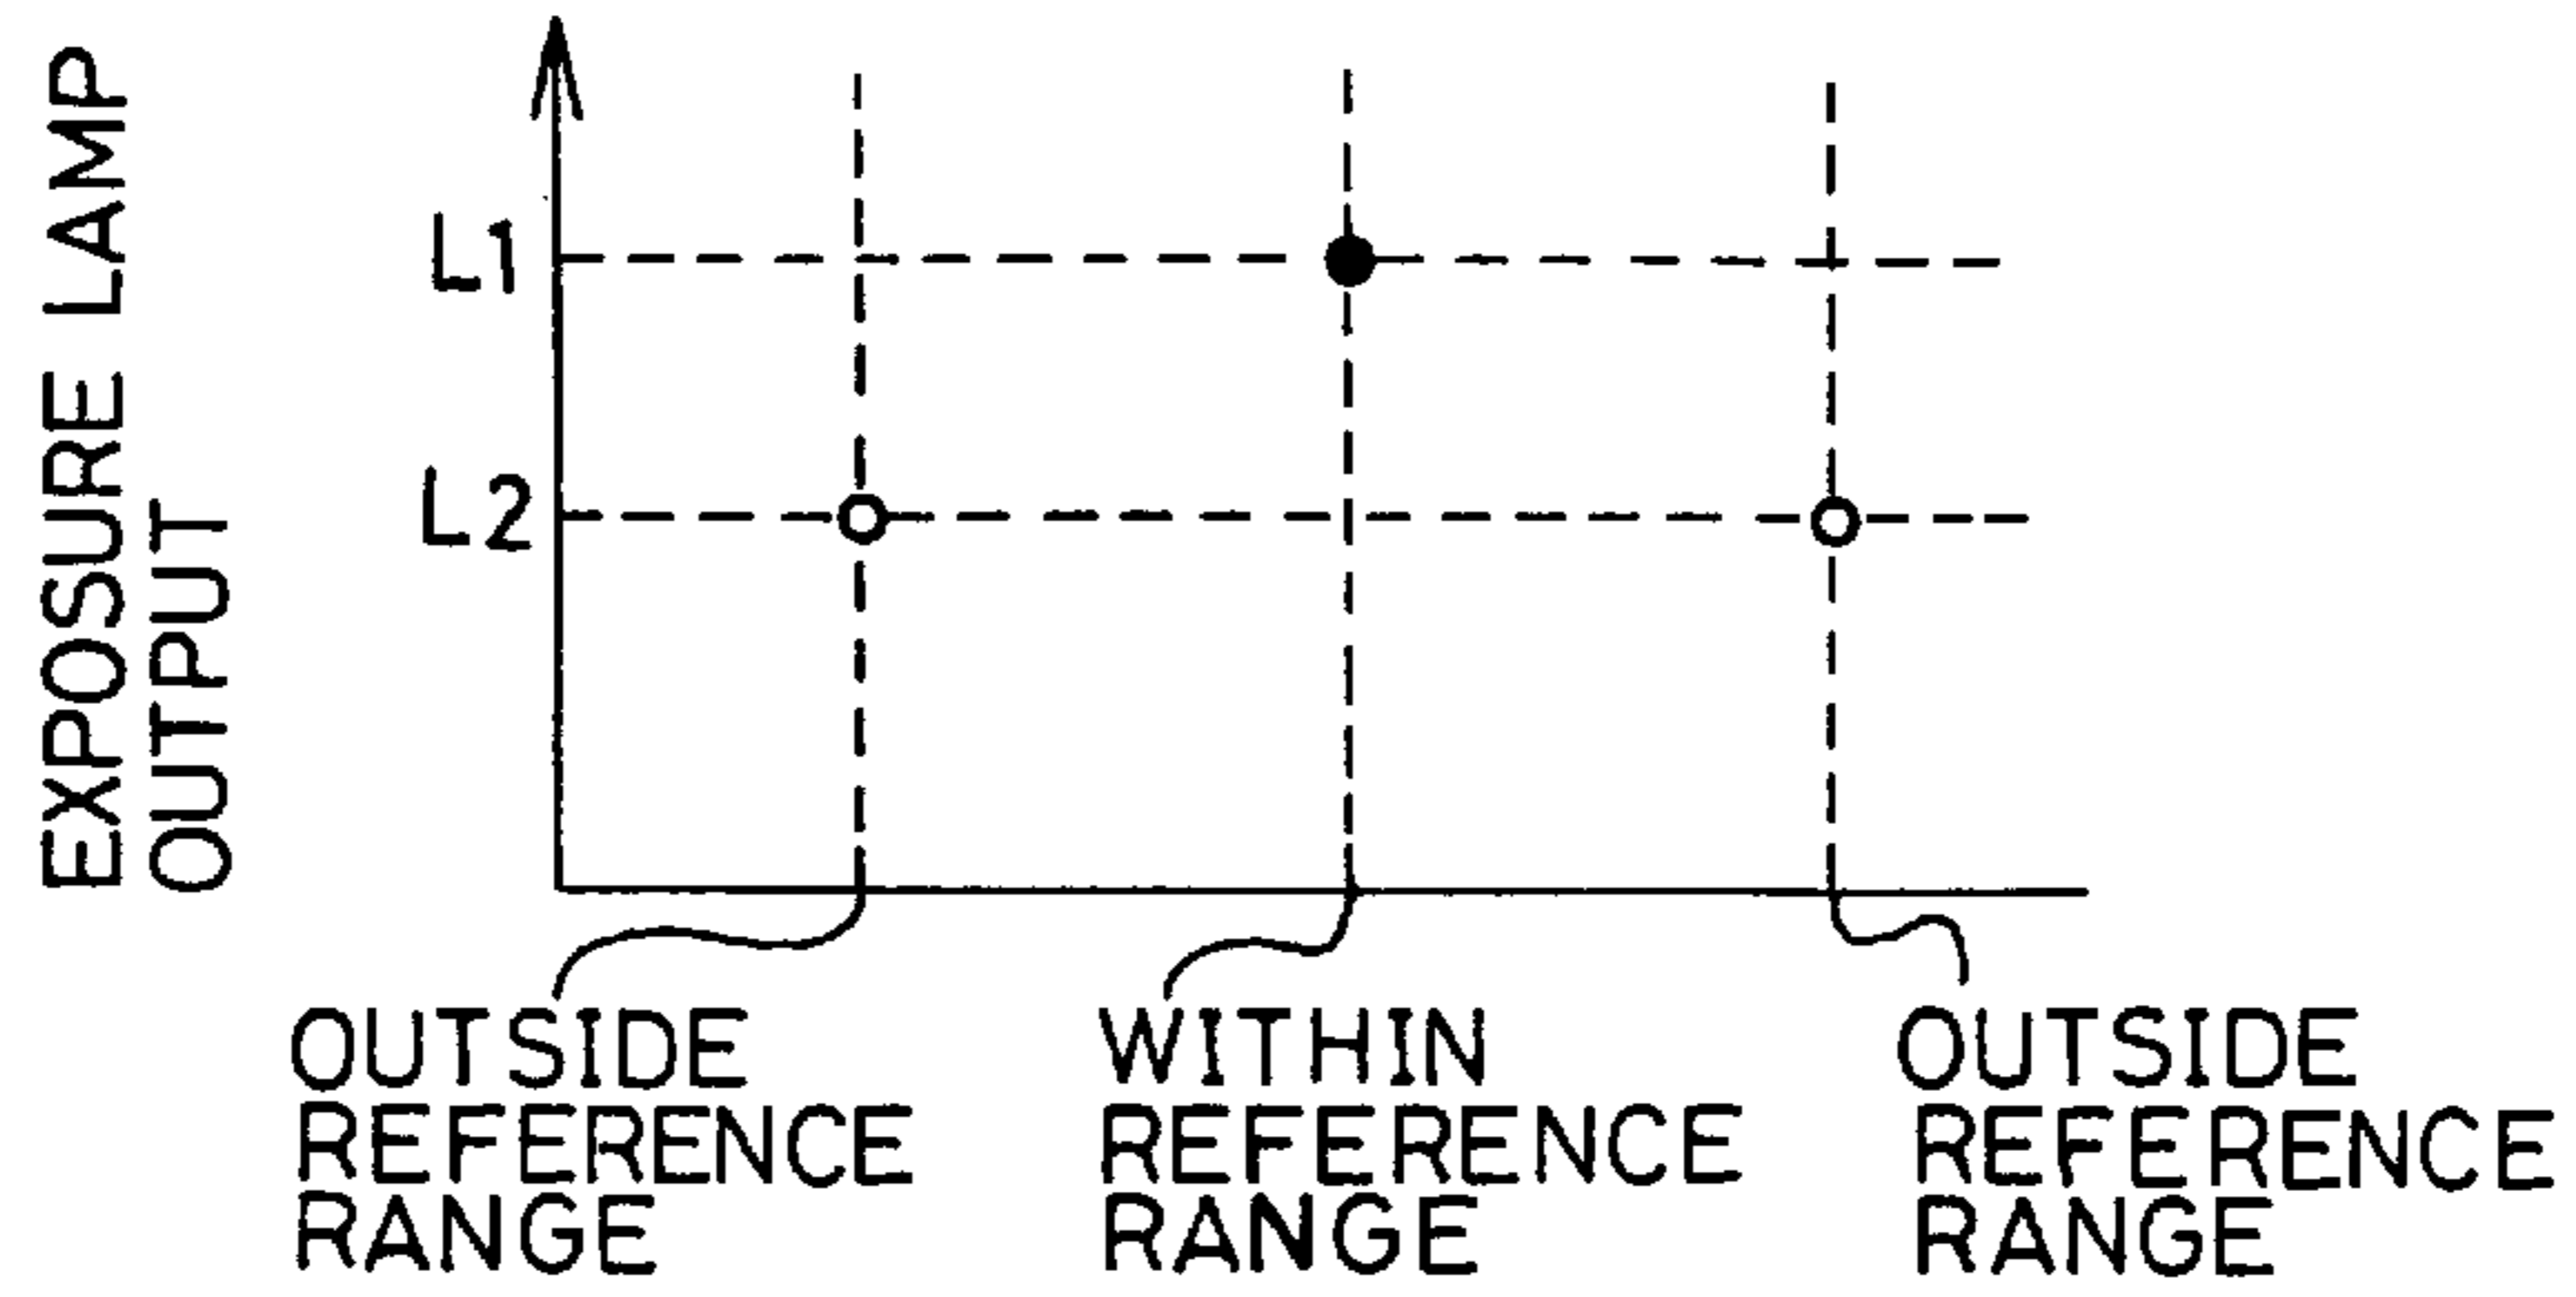 EXPOSURE LAMP
OUTPUT
L1
L2
OUTSIDE
REFERENCE
RANGE
WITHIN
REFERENCE
RANGE
OUTSIDE
REFERENCE
RANGE